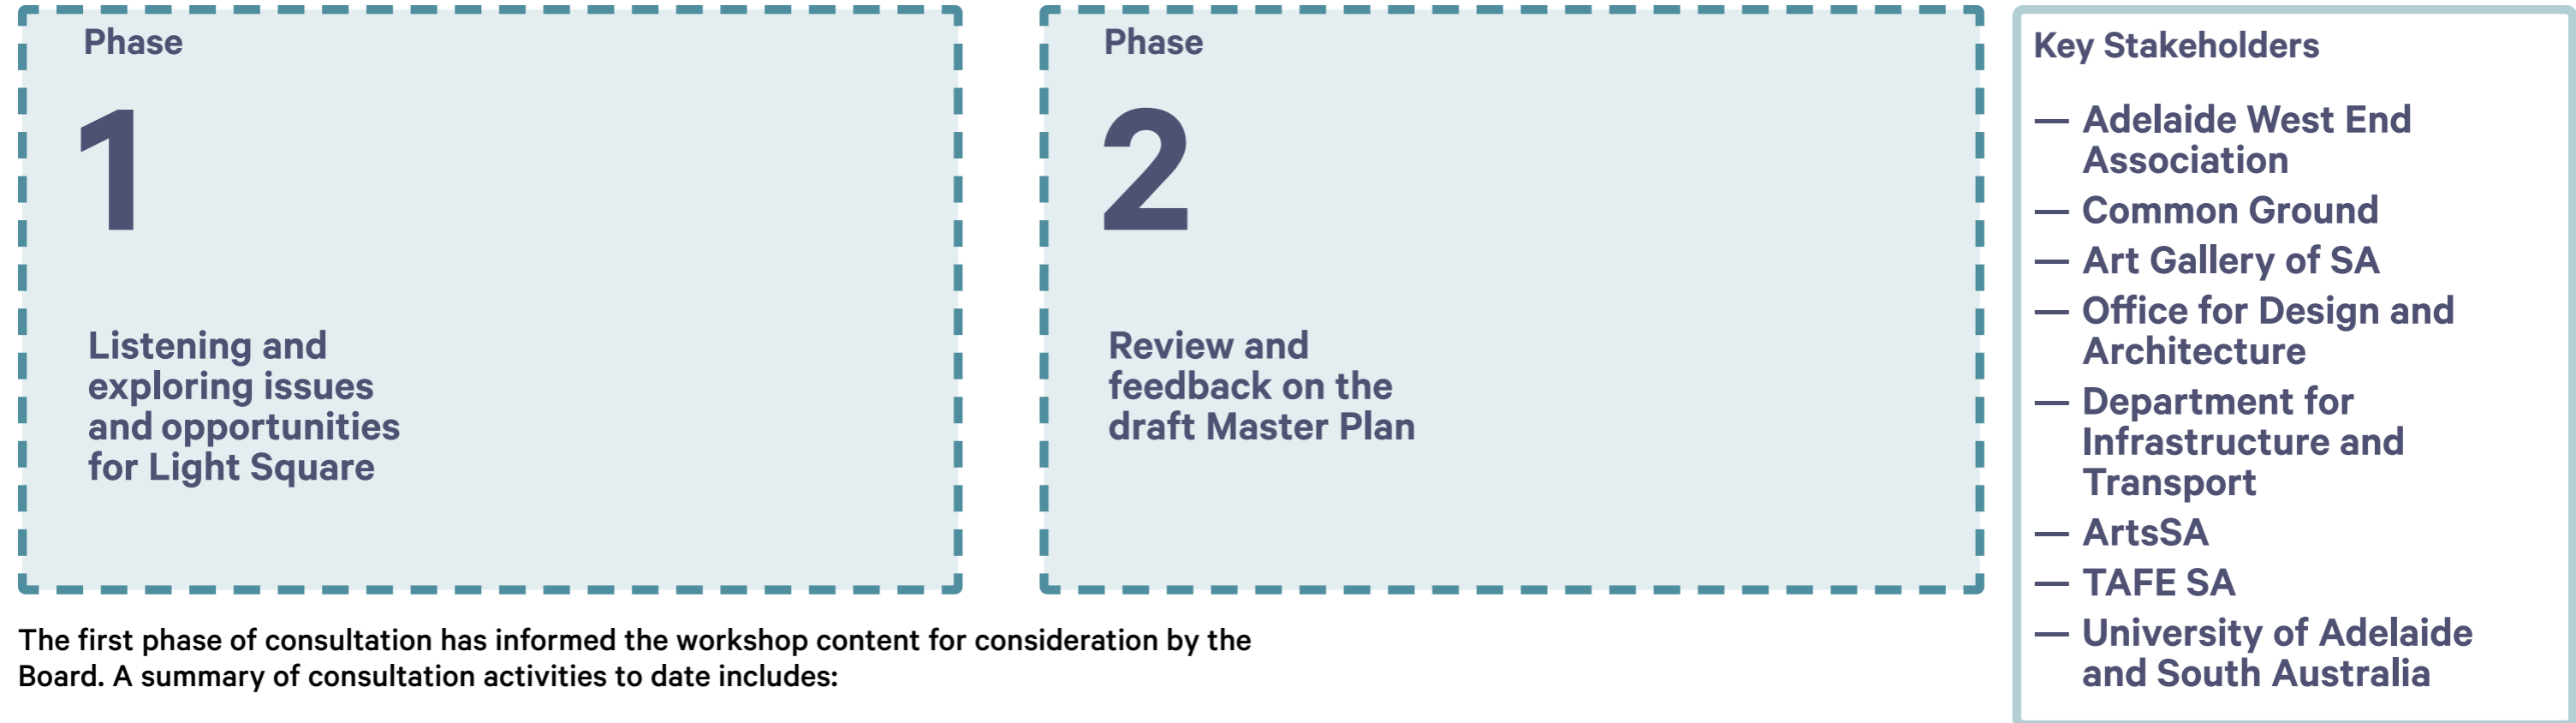 Phase
1
Listening and
exploring issues
and opportunities
for Light Square
Phase
2
Review and
feedback on the
draft Master Plan
The first phase of consultation has informed the workshop content for consideration by the
Board. A summary of consultation activities to date includes:
Key Stakeholders
— Adelaide West End
Association
— Common Ground
— Art Gallery of SA
— Office for Design and
Architecture
— Department for
Infrastructure and
Transport
— ArtsSA
— TAFE SA
— University of Adelaide
and South Australia